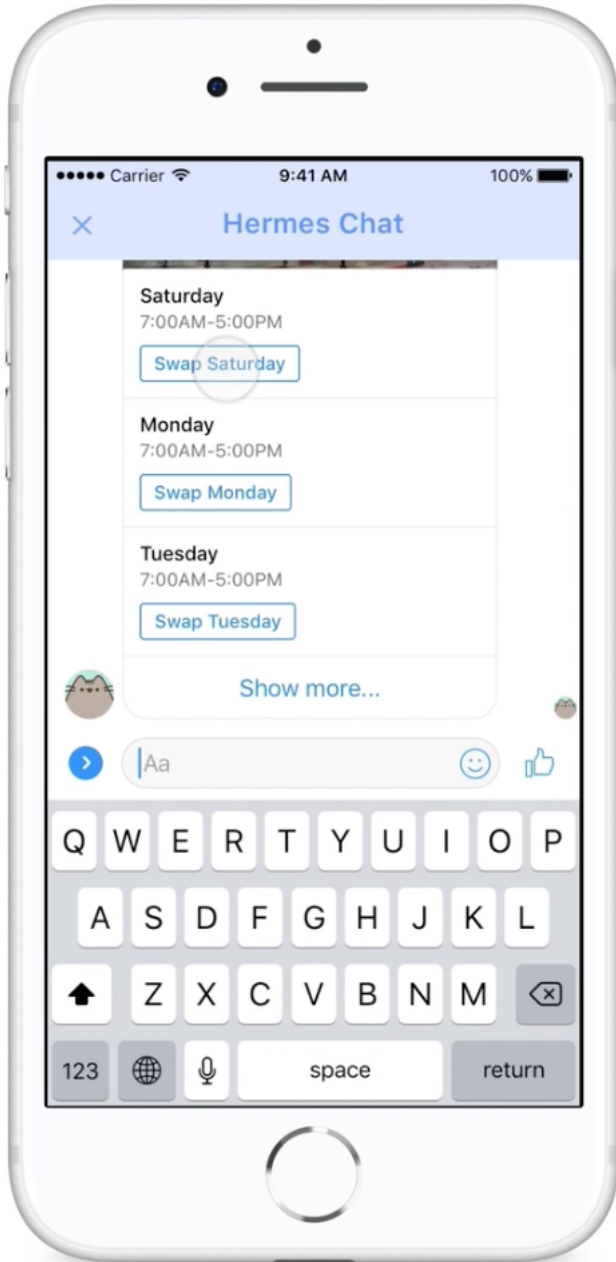 Carrier 9:41 AM 100%
Hermes Chat
Saturday
7:00AM-5:00PM
Swap Saturday
Monday
7:00AM-5:00PM
Swap Monday
Tuesday
7:00AM-5:00PM
Swap Tuesday
Show more...
Aa
Q W E R T Y U I O P
A S D F G H J K L
Z X C V B N M
123 space return